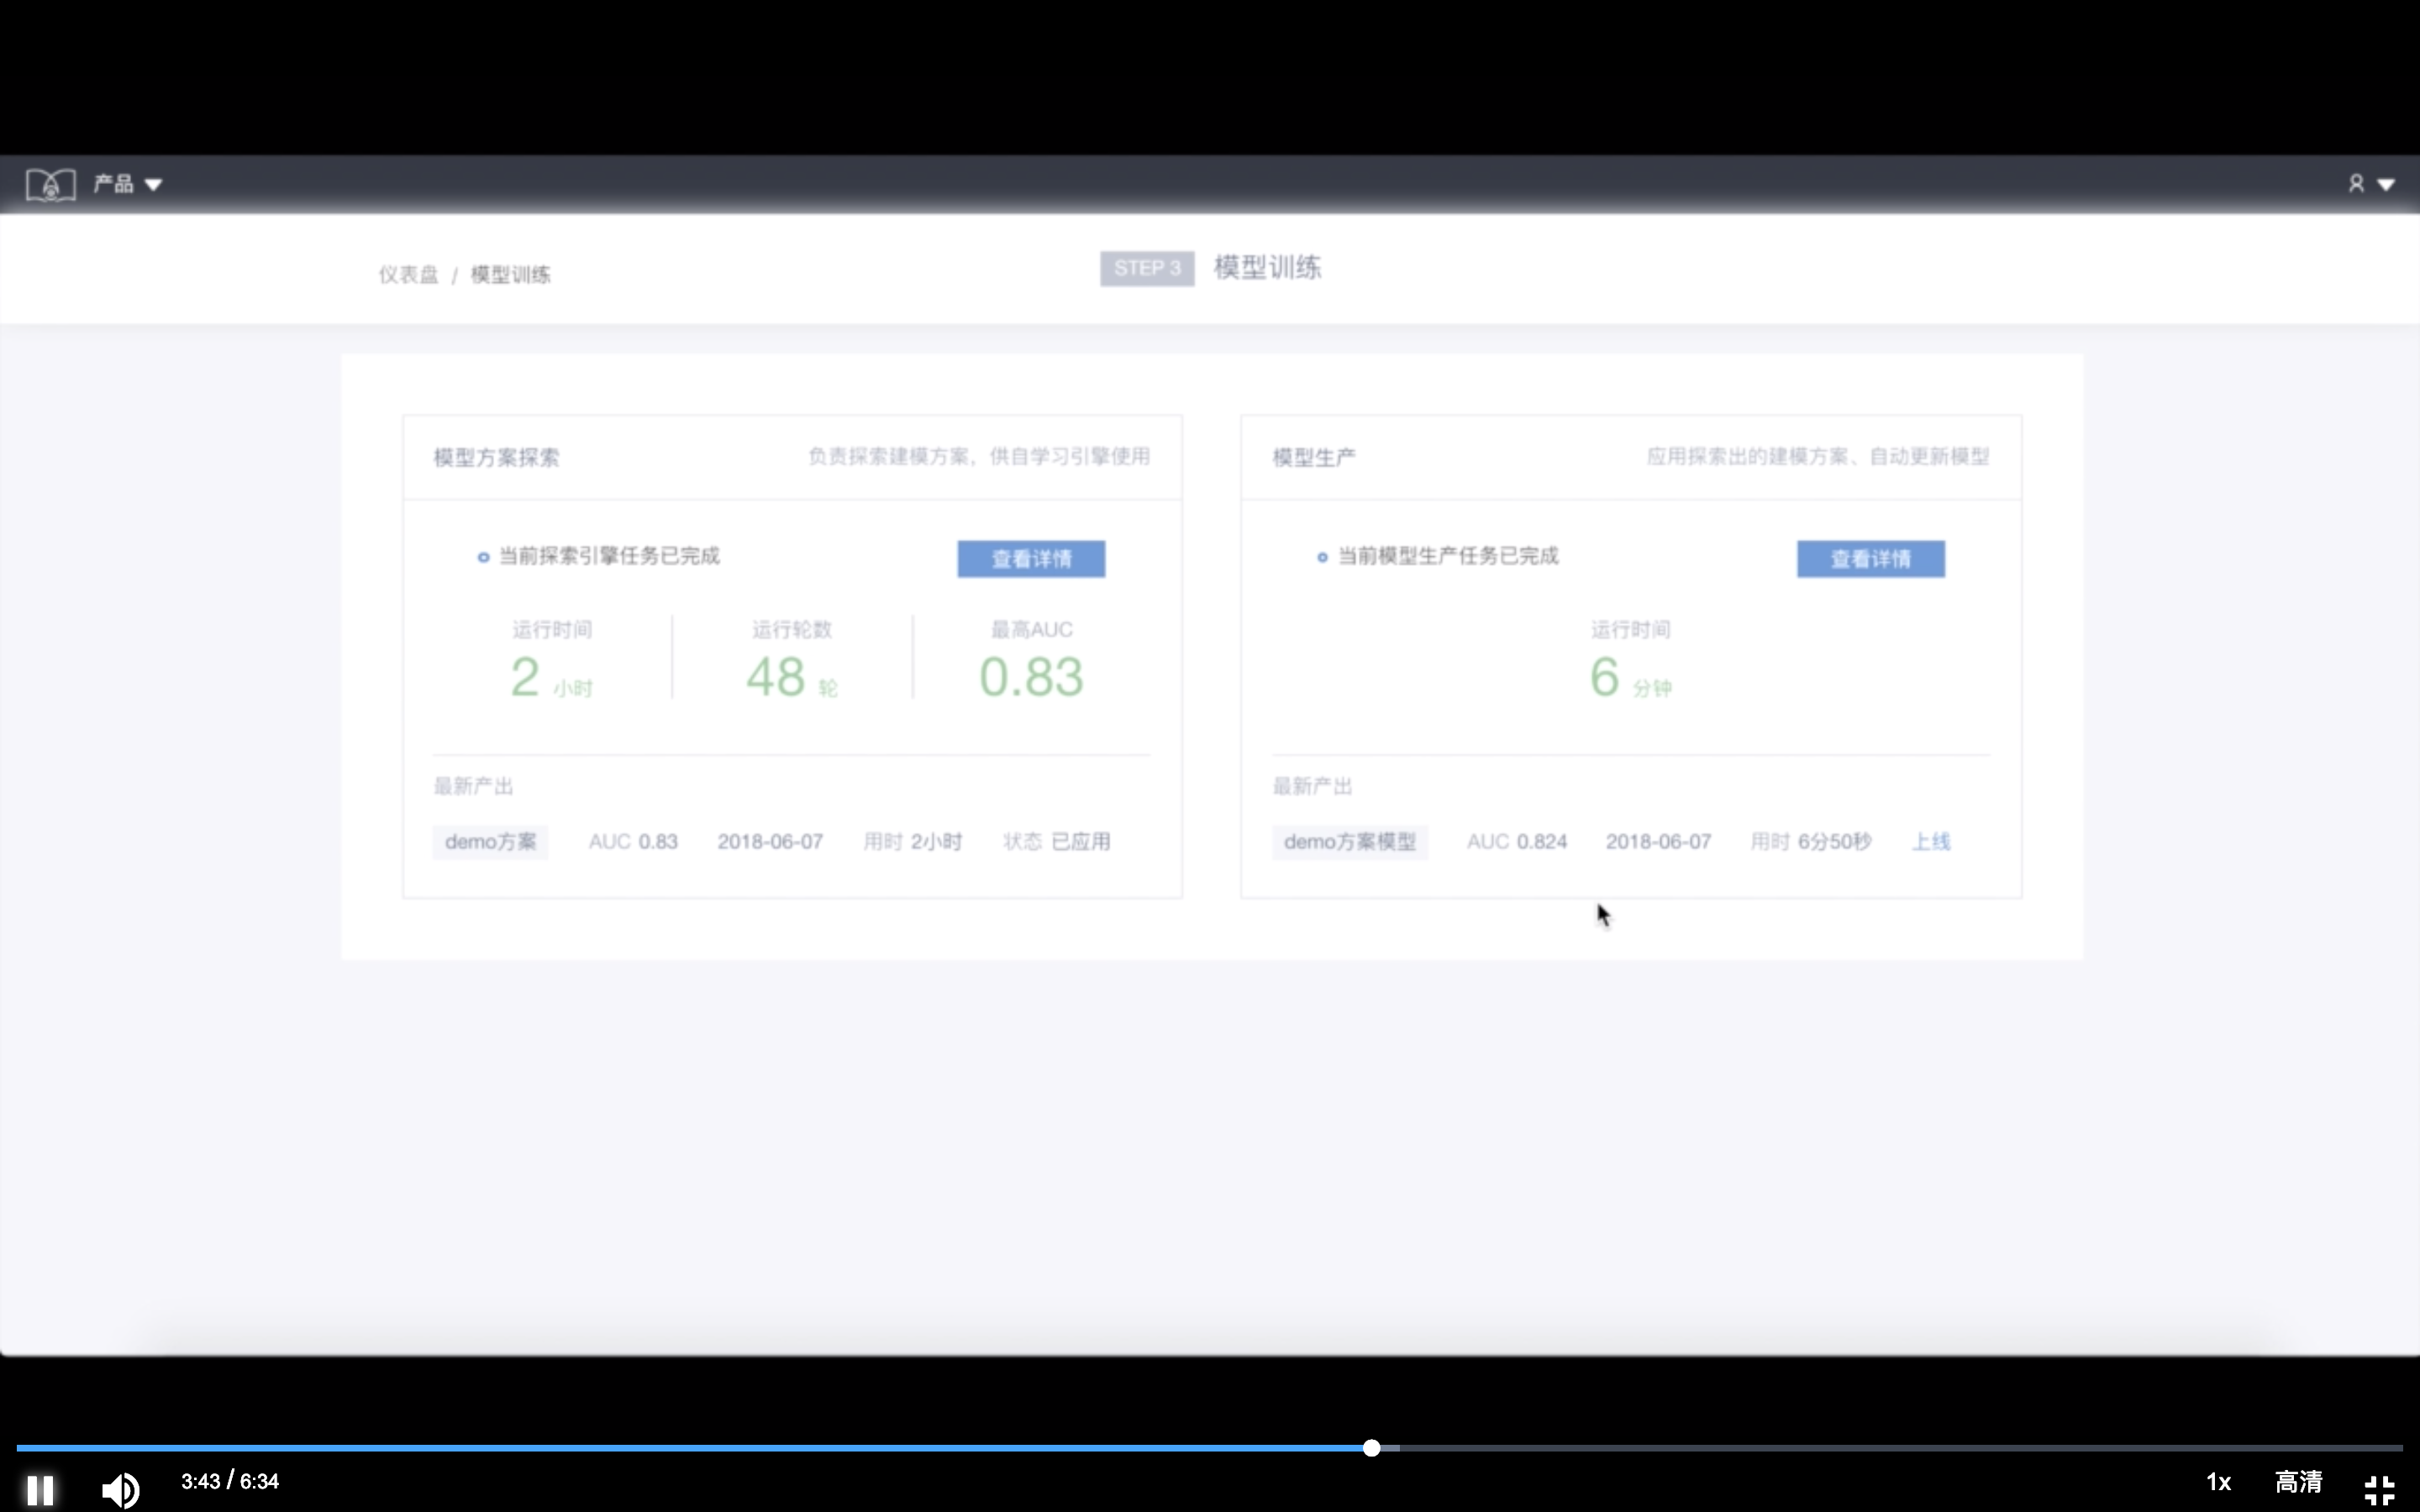 产品
仪表盘 / 模型训练
STEP 3 模型训练
模型方案探索 负责探索建模方案，供自学习引擎使用
当前探索引擎任务已完成 查看详情
运行时间 运行轮数 最高AUC
2 小时 48 轮 0.83
最新产出
demo方案 AUC 0.83 2018-06-07 用时 2小时 状态 已应用
模型生产 应用探索出的建模方案、自动更新模型
当前模型生产任务已完成 查看详情
运行时间
6 分钟
最新产出
demo方案模型 AUC 0.824 2018-06-07 用时 6分50秒 上线
3:43 / 6:34 1x 高清